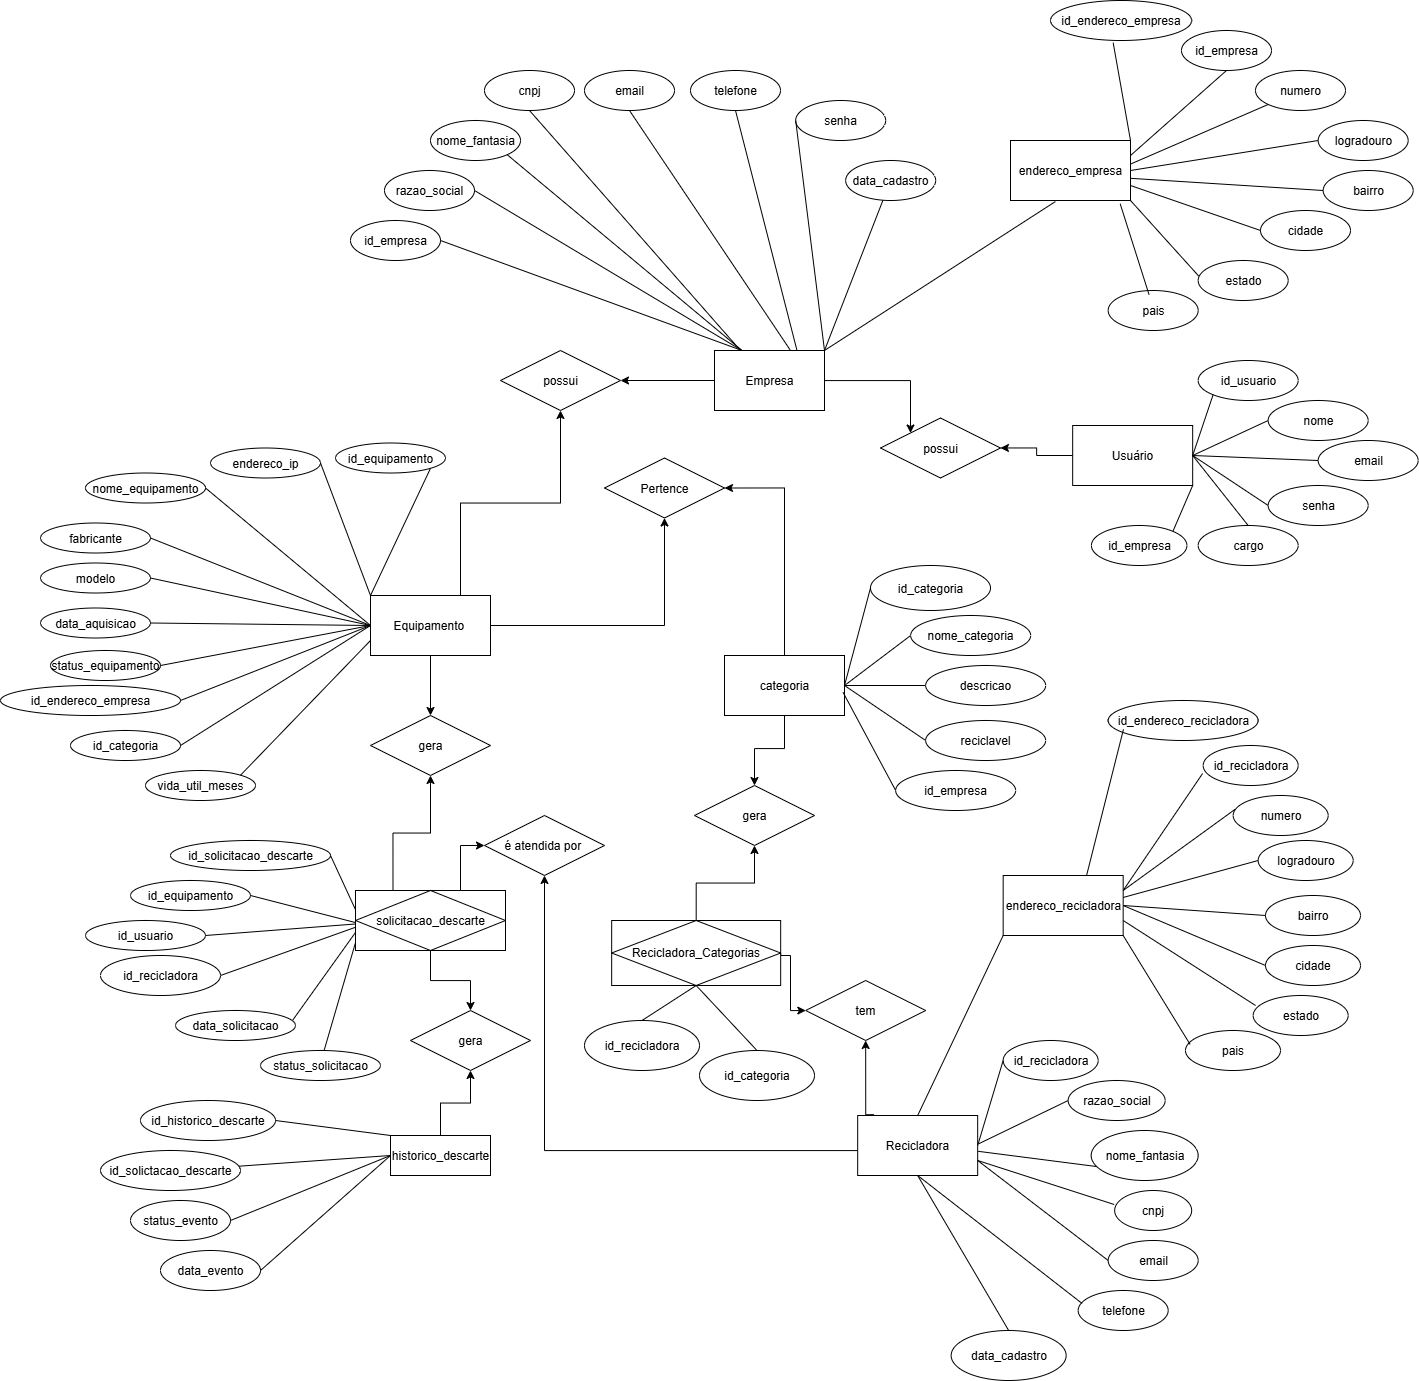 id_endereco_empresa
id_empresa
numero
logradouro
bairro
cidade
estado
pais
endereco_empresa
cnpj
email
telefone
senha
nome_fantasia
data_cadastro
razao_social
id_empresa
possui
Empresa
possui
Usuário
id_usuario
nome
email
senha
cargo
id_empresa
id_equipamento
endereco_ip
nome_equipamento
fabricante
modelo
data_aquisicao
status_equipamento
id_endereco_empresa
id_categoria
vida_util_meses
Equipamento
Pertence
categoria
id_categoria
nome_categoria
descricao
reciclavel
id_empresa
gera
gera
é atendida por
id_solicitacao_descarte
id_equipamento
id_usuario
id_recicladora
data_solicitacao
status_solicitacao
solicitacao_descarte
gera
Recicladora_Categorias
id_recicladora
id_categoria
tem
id_endereco_recicladora
id_recicladora
numero
logradouro
bairro
cidade
estado
pais
endereco_recicladora
id_historico_descarte
id_solictacao_descarte
status_evento
data_evento
historico_descarte
Recicladora
id_recicladora
razao_social
nome_fantasia
cnpj
email
telefone
data_cadastro